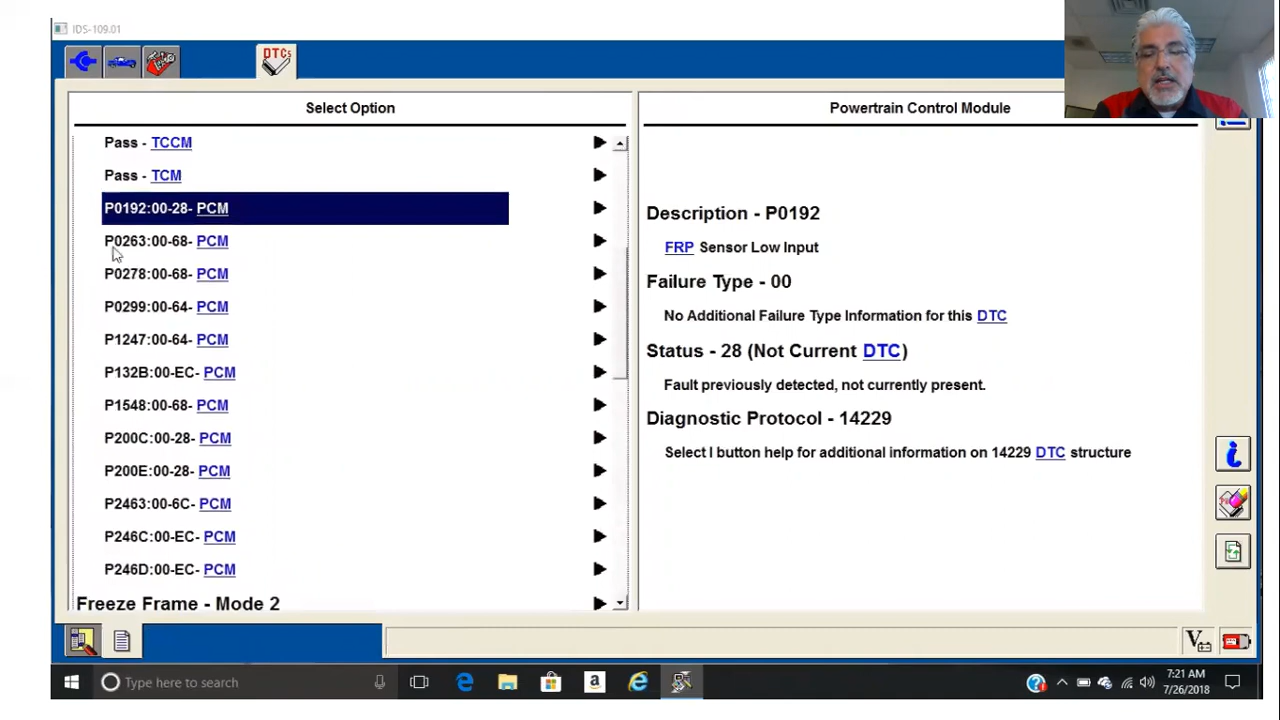 IDS-109.01
DTCs
Select Option
Pass - TCCM
Pass - TCM
P0192:00-28- PCM
P0263:00-68- PCM
P0278:00-68- PCM
P0299:00-64- PCM
P1247:00-64- PCM
P132B:00-EC- PCM
P1548:00-68- PCM
P200C:00-28- PCM
P200E:00-28- PCM
P2463:00-6C- PCM
P246C:00-EC- PCM
P246D:00-EC- PCM
Freeze Frame - Mode 2
Powertrain Control Module
Description - P0192
FRP Sensor Low Input
Failure Type - 00
No Additional Failure Type Information for this DTC
Status - 28 (Not Current DTC)
Fault previously detected, not currently present.
Diagnostic Protocol - 14229
Select I button help for additional information on 14229 DTC structure
Type here to search
7:21 AM
7/26/2018